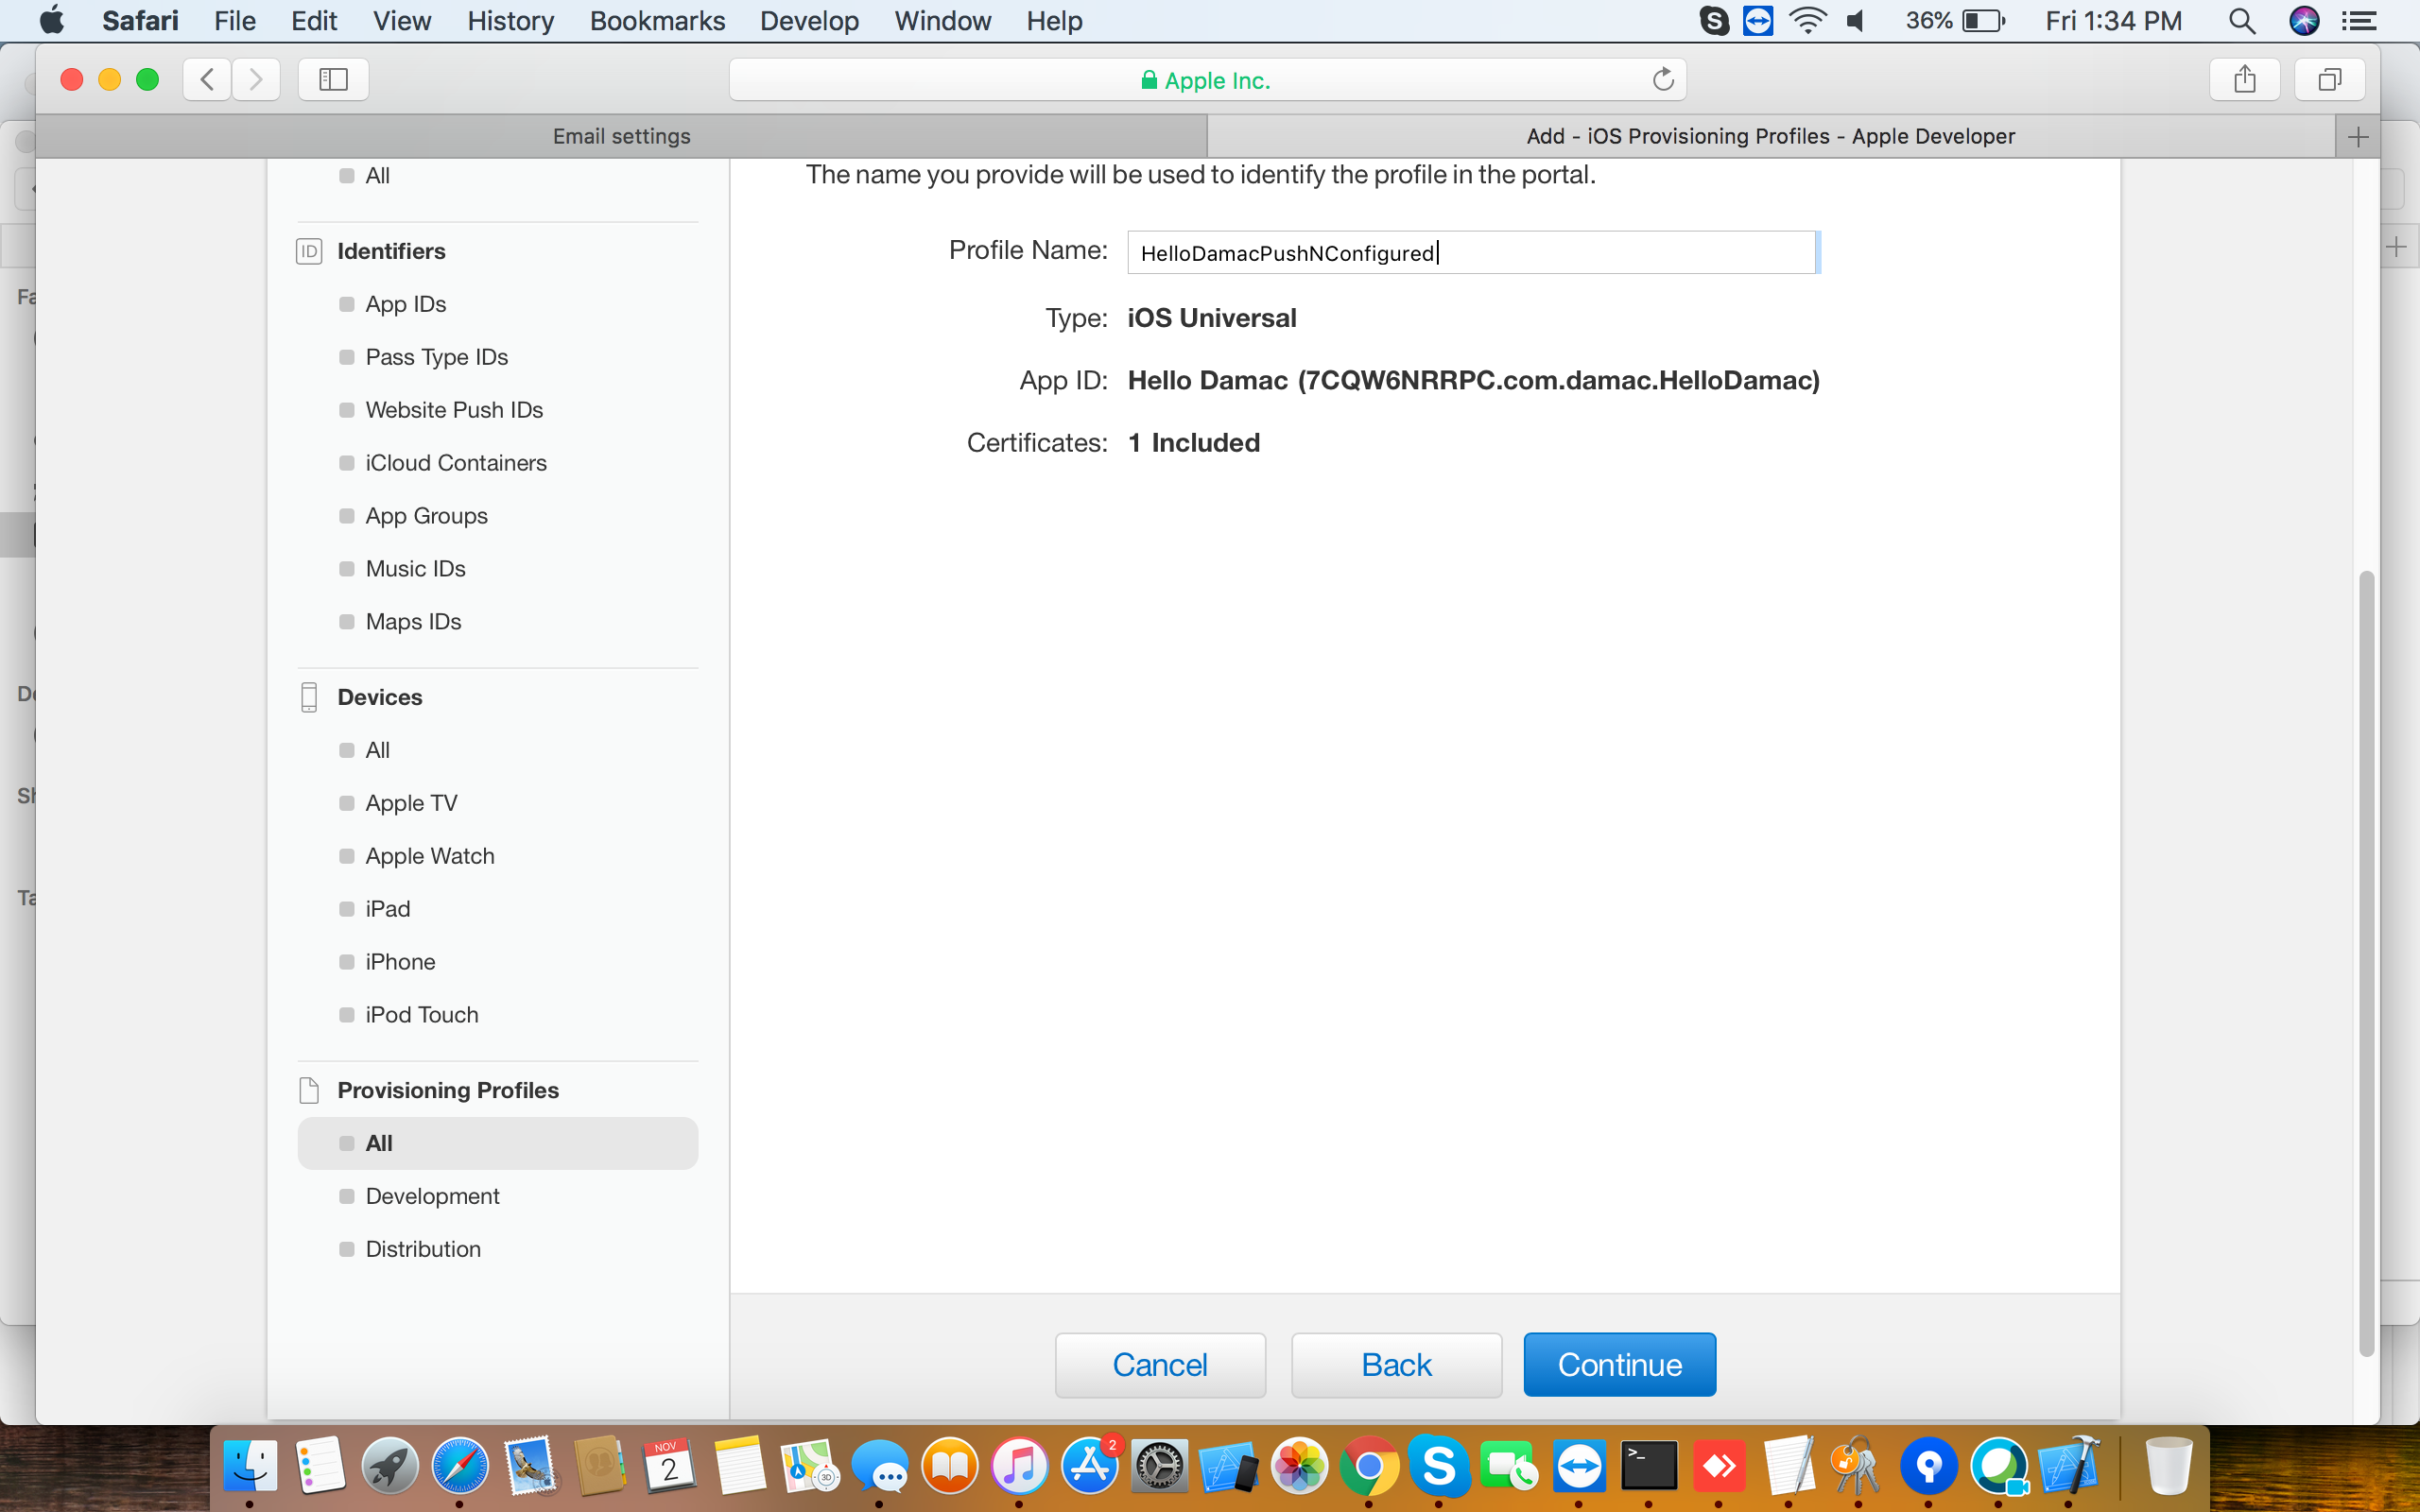 Safari File Edit View History Bookmarks Develop Window Help 36% Fri 1:34 PM
Apple Inc.
Email settings
Add - iOS Provisioning Profiles - Apple Developer
All
Identifiers
App IDs
Pass Type IDs
Website Push IDs
iCloud Containers
App Groups
Music IDs
Maps IDs
Devices
All
Apple TV
Apple Watch
iPad
iPhone
iPod Touch
Provisioning Profiles
All
Development
Distribution
The name you provide will be used to identify the profile in the portal.
Profile Name: HelloDamacPushNConfigured
Type: iOS Universal
App ID: Hello Damac (7CQW6NRRPC.com.damac.HelloDamac)
Certificates: 1 Included
Cancel Back Continue
NOV
2
3D
2